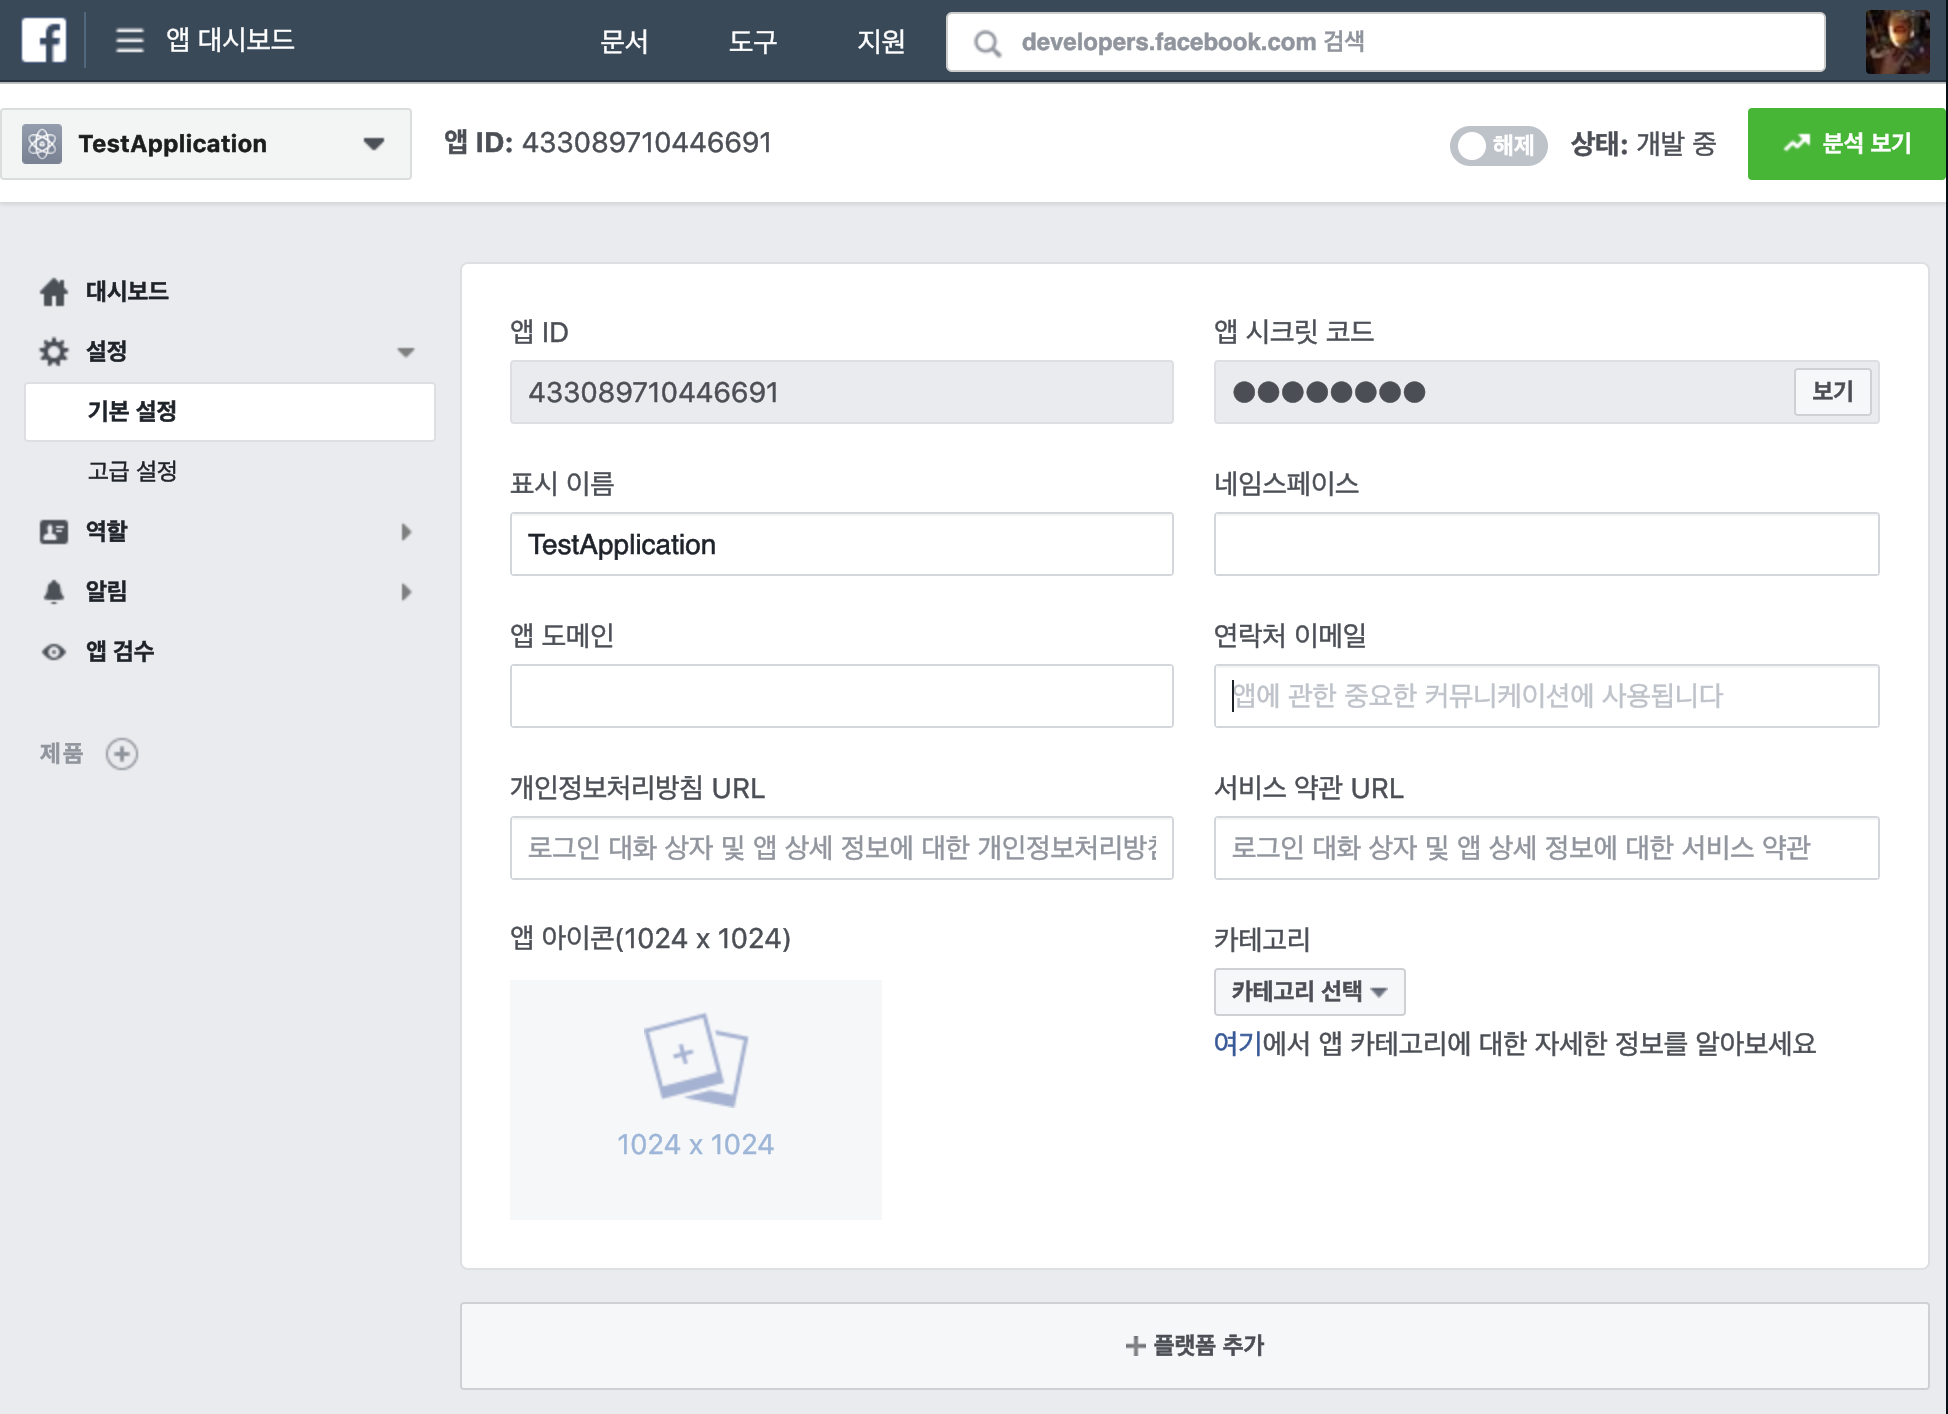 앱 대시보드
문서
도구
지원
developers.facebook.com 검색
TestApplication
앱 ID: 433089710446691
해제
상태: 개발 중
분석 보기
대시보드
설정
기본 설정
고급 설정
역할
알림
앱 검수
제품
앱 ID
433089710446691
앱 시크릿 코드
●●●●●●●●
보기
표시 이름
TestApplication
네임스페이스
앱 도메인
연락처 이메일
앱에 관한 중요한 커뮤니케이션에 사용됩니다
개인정보처리방침 URL
로그인 대화 상자 및 앱 상세 정보에 대한 개인정보처리방침
서비스 약관 URL
로그인 대화 상자 및 앱 상세 정보에 대한 서비스 약관
앱 아이콘(1024 x 1024)
1024 x 1024
카테고리
카테고리 선택
여기에서 앱 카테고리에 대한 자세한 정보를 알아보세요
+ 플랫폼 추가